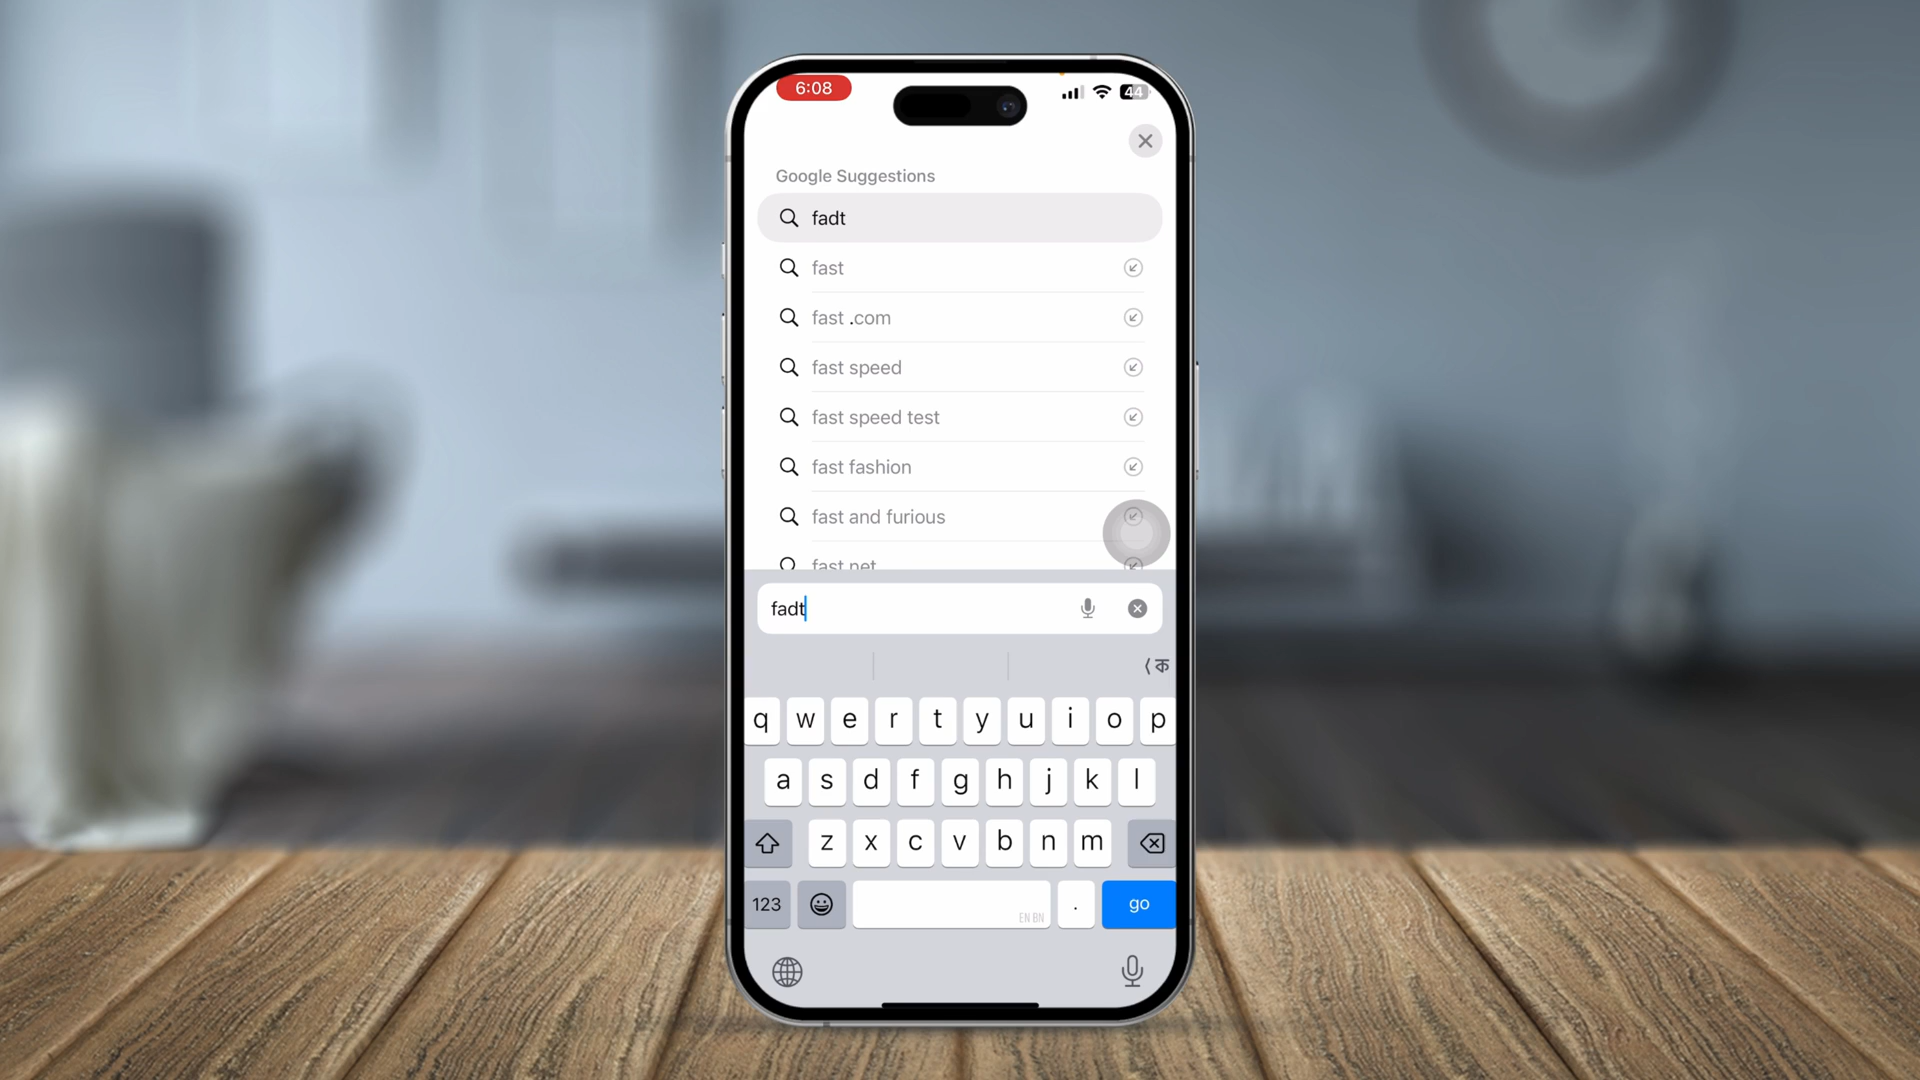 6:08
44
Google Suggestions
fadt
fast
fast .com
fast speed
fast speed test
fast fashion
fast and furious
fast net
fadt
क
q w e r t y u i o p
a s d f g h j k l
z x c v b n m
123
EN BN
.
go